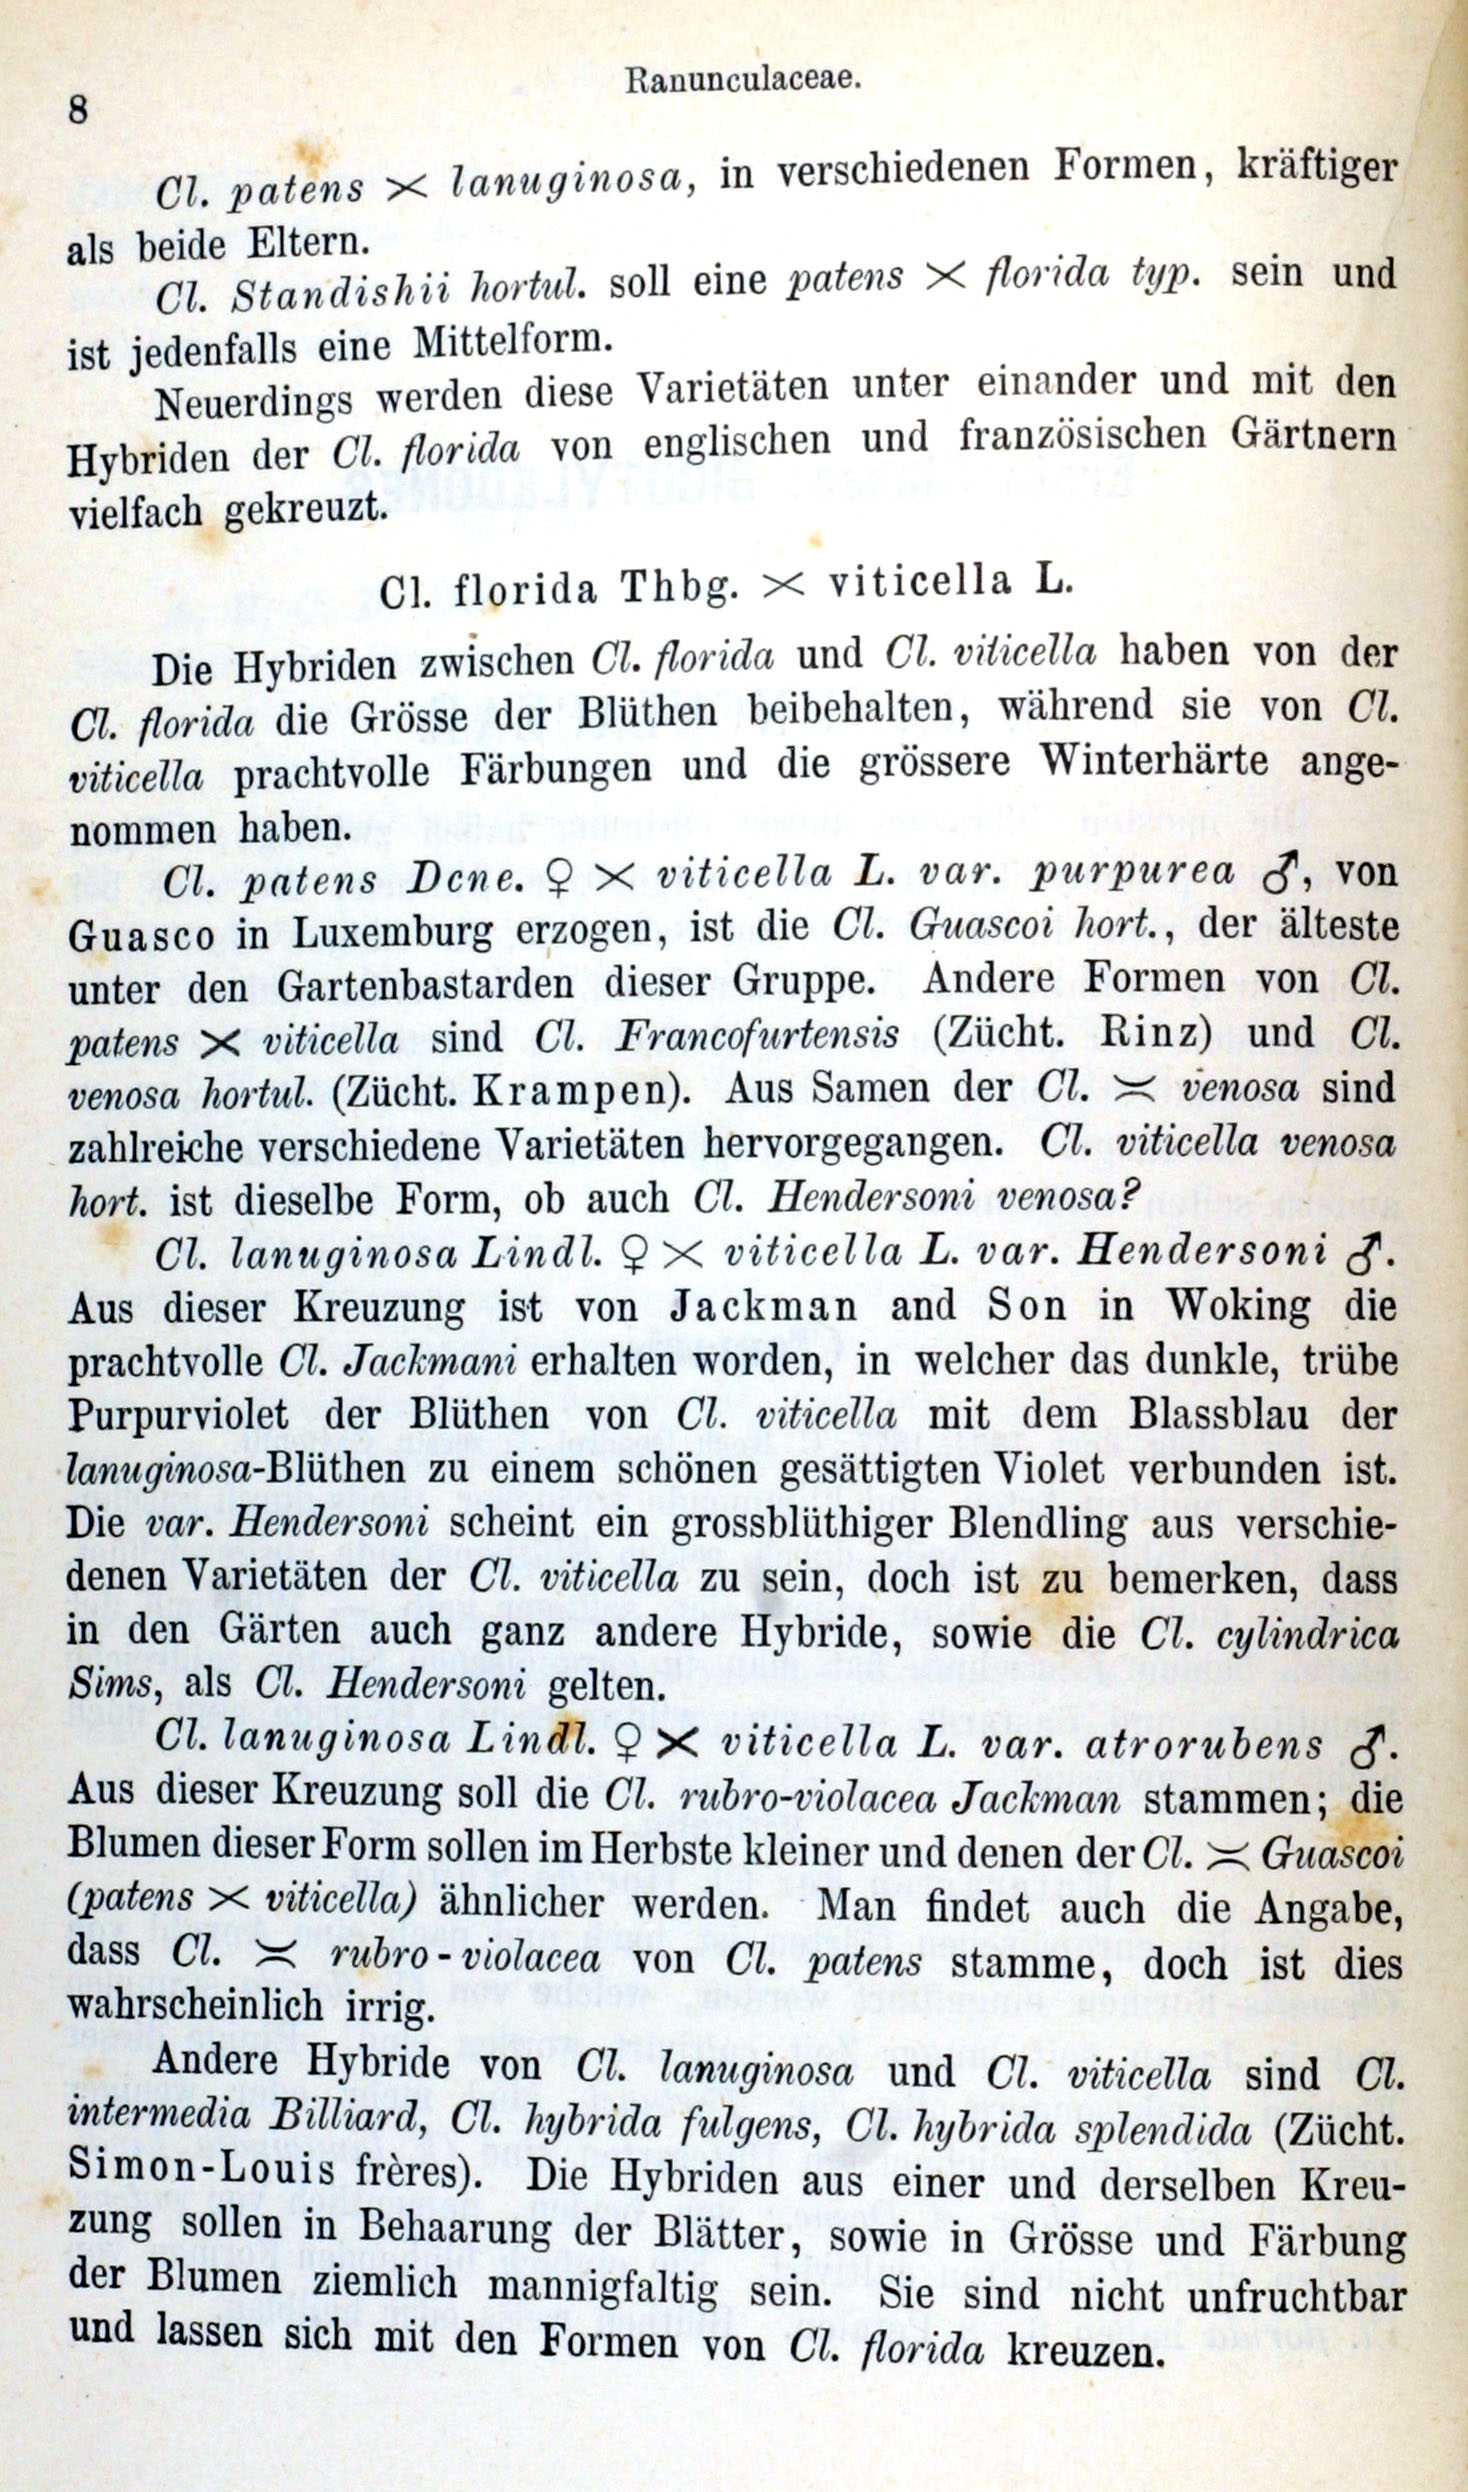 8
Ranunculaceae.
Cl. patens × lanuginosa, in verschiedenen Formen, kräftiger
als beide Eltern.
Cl. Standishii hortul. soll eine patens × florida typ. sein und
ist jedenfalls eine Mittelform.
Neuerdings werden diese Varietäten unter einander und mit den
Hybriden der Cl. florida von englischen und französischen Gärtnern
vielfach gekreuzt.
Cl. florida Thbg. × viticella L.
Die Hybriden zwischen Cl. florida und Cl. viticella haben von der
Cl. florida die Grösse der Blüthen beibehalten, während sie von Cl.
viticella prachtvolle Färbungen und die grössere Winterhärte ange-
nommen haben.
Cl. patens Dcne. ♀ × viticella L. var. purpurea ♂, von
Guasco in Luxemburg erzogen, ist die Cl. Guascoi hort., der älteste
unter den Gartenbastarden dieser Gruppe. Andere Formen von Cl.
patens × viticella sind Cl. Francofurtensis (Zücht. Rinz) und Cl.
venosa hortul. (Zücht. Krampen). Aus Samen der Cl. ≍ venosa sind
zahlreiche verschiedene Varietäten hervorgegangen. Cl. viticella venosa
hort. ist dieselbe Form, ob auch Cl. Hendersoni venosa?
Cl. lanuginosa Lindl. ♀ × viticella L. var. Hendersoni ♂.
Aus dieser Kreuzung ist von Jackman and Son in Woking die
prachtvolle Cl. Jackmani erhalten worden, in welcher das dunkle, trübe
Purpurviolet der Blüthen von Cl. viticella mit dem Blassblau der
lanuginosa-Blüthen zu einem schönen gesättigten Violet verbunden ist.
Die var. Hendersoni scheint ein grossblüthiger Blendling aus verschie-
denen Varietäten der Cl. viticella zu sein, doch ist zu bemerken, dass
in den Gärten auch ganz andere Hybride, sowie die Cl. cylindrica
Sims, als Cl. Hendersoni gelten.
Cl. lanuginosa Lindl. ♀ × viticella L. var. atrorubens ♂.
Aus dieser Kreuzung soll die Cl. rubro-violacea Jackman stammen; die
Blumen dieser Form sollen im Herbste kleiner und denen der Cl. ≍ Guascoi
(patens × viticella) ähnlicher werden. Man findet auch die Angabe,
dass Cl. ≍ rubro-violacea von Cl. patens stamme, doch ist dies
wahrscheinlich irrig.
Andere Hybride von Cl. lanuginosa und Cl. viticella sind Cl.
intermedia Billiard, Cl. hybrida fulgens, Cl. hybrida splendida (Zücht.
Simon-Louis frères). Die Hybriden aus einer und derselben Kreu-
zung sollen in Behaarung der Blätter, sowie in Grösse und Färbung
der Blumen ziemlich mannigfaltig sein. Sie sind nicht unfruchtbar
und lassen sich mit den Formen von Cl. florida kreuzen.